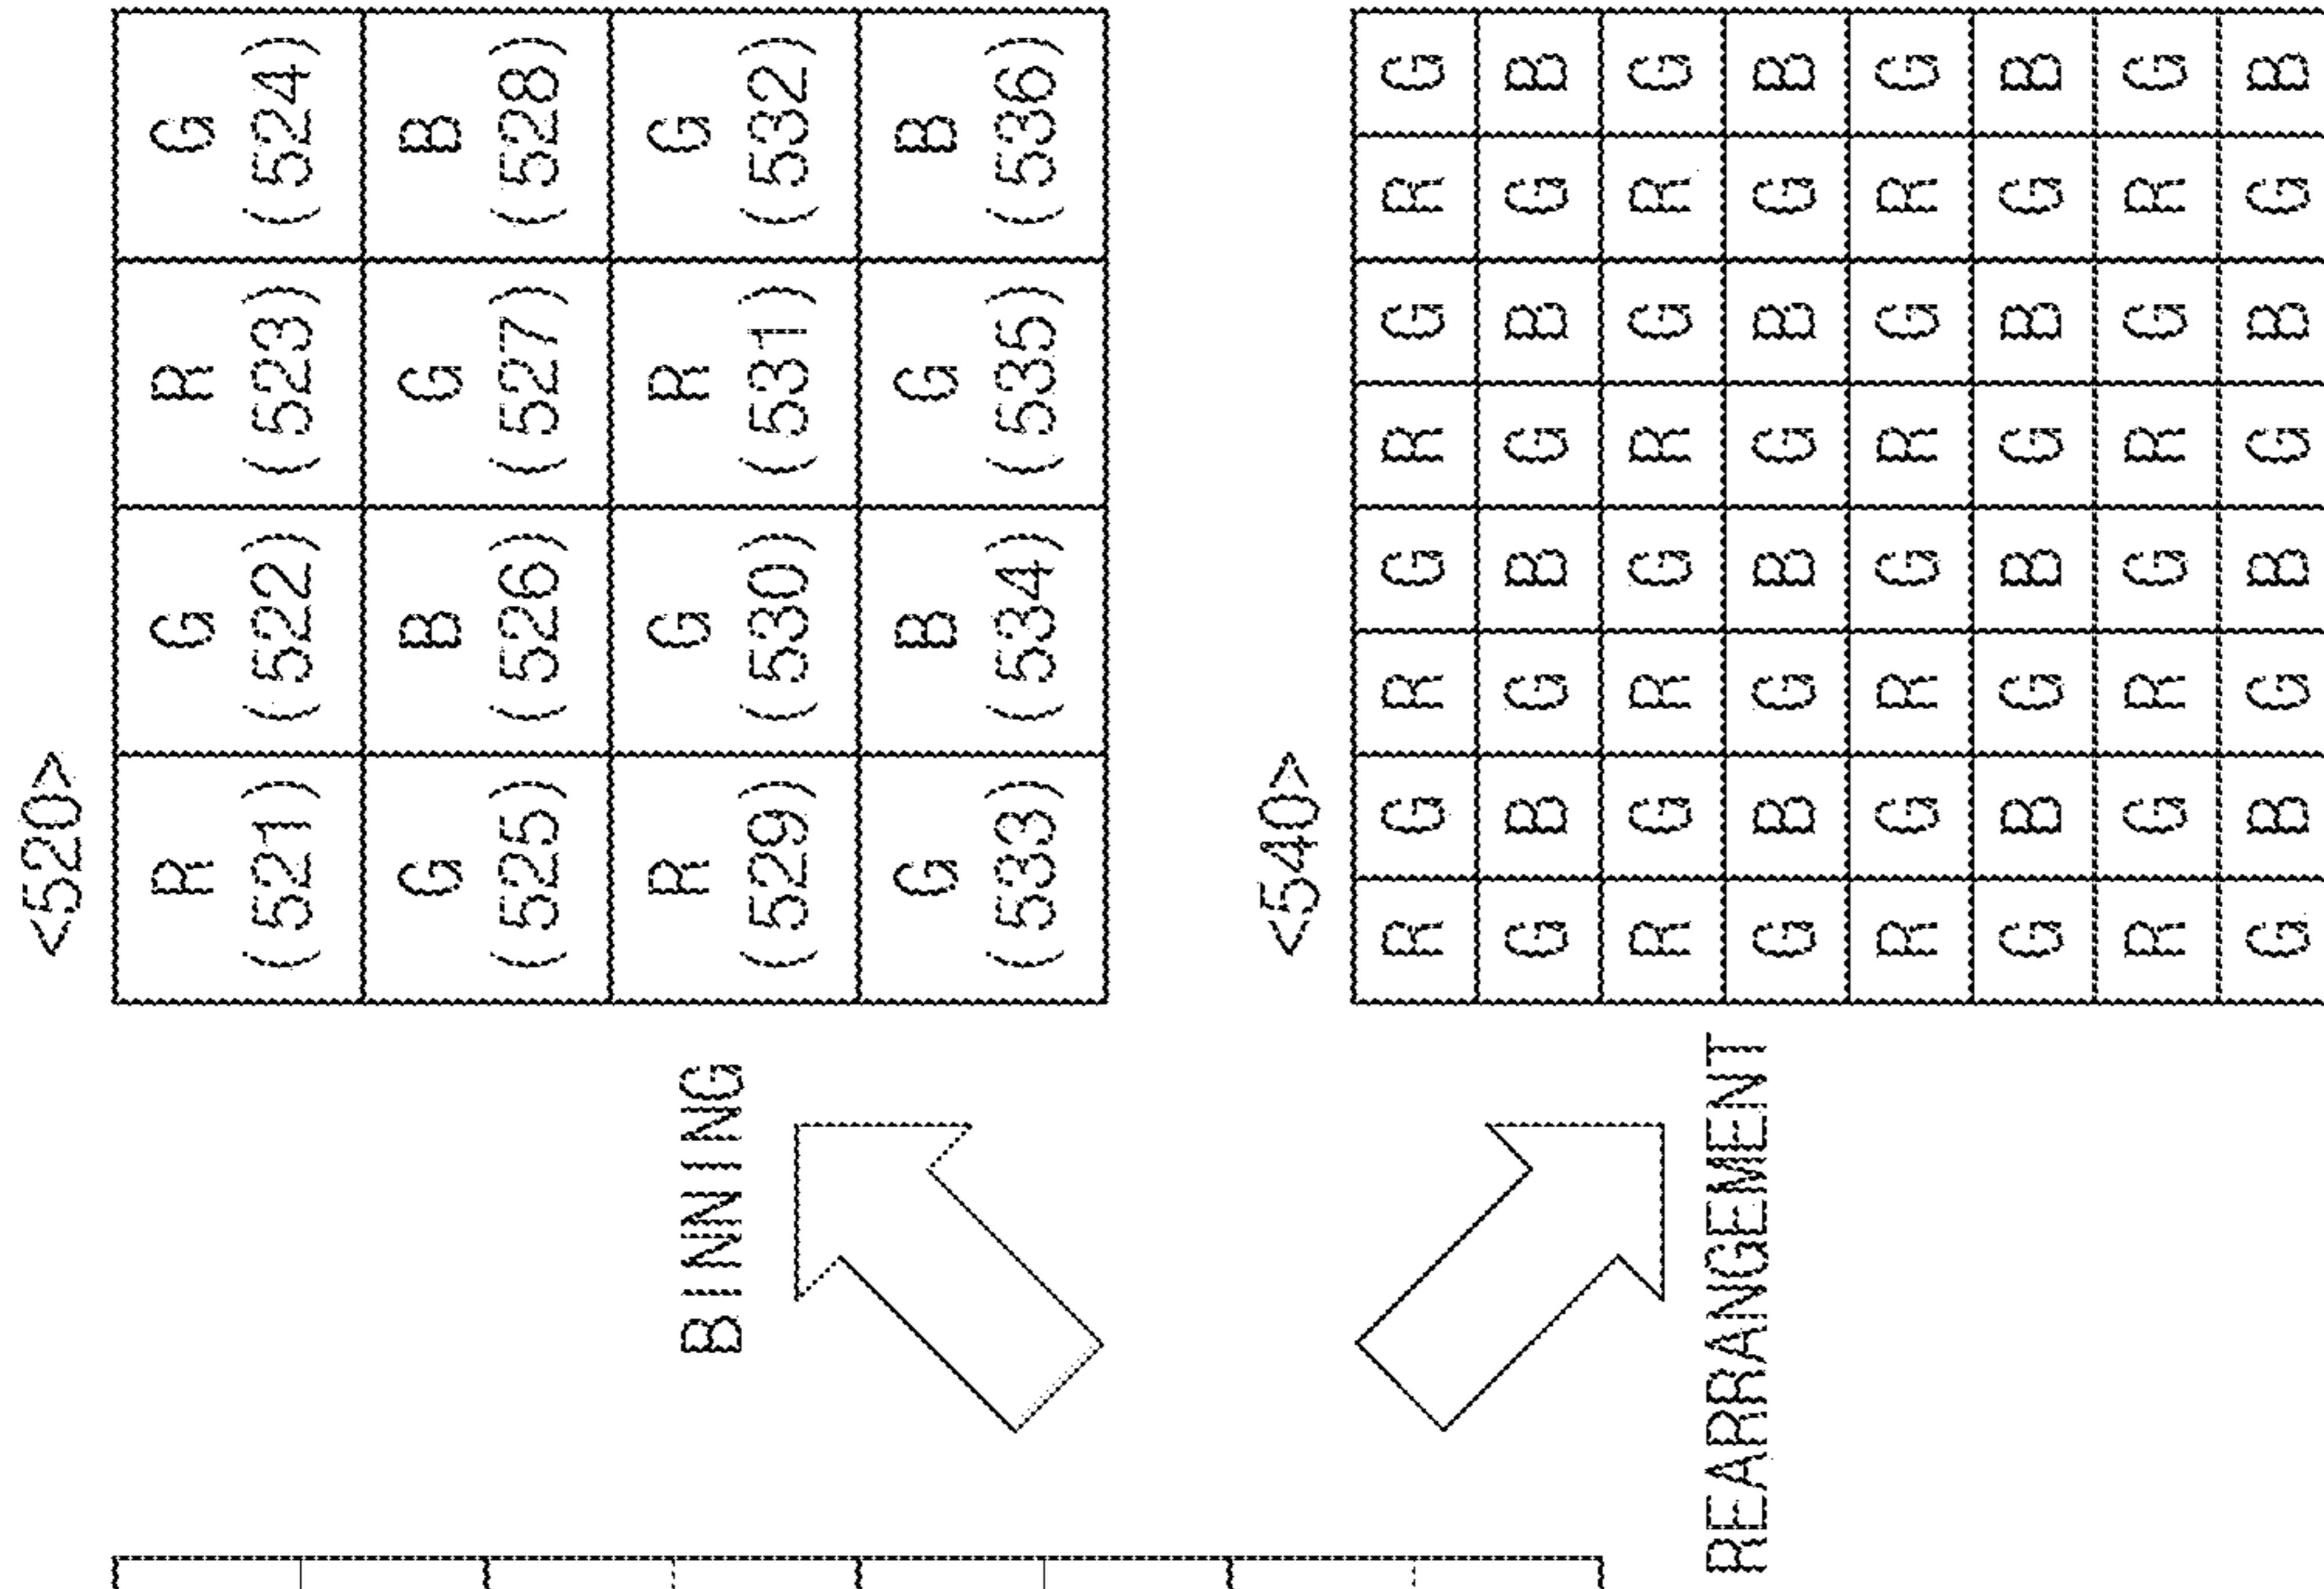 <520>
R G R G
(521) (522) (523) (524)
G B G B
(525) (526) (527) (528)
R G R G
(529) (530) (531) (532)
G B G B
(533) (534) (535) (536)
BINNING
<540>
R G R G R G R G
G B G B G B G B
R G R G R G R G
G B G B G B G B
R G R G R G R G
G B G B G B G B
R G R G R G R G
G B G B G B G B
REARRANGEMENT